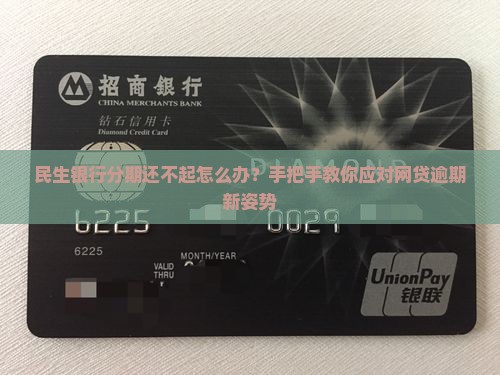 招商銀行
CHINA MERCHANTS BANK
钻石信用卡
Diamond Credit Card
DIAMOND
民生银行分期还不起怎么办？手把手教你应对网贷逾期
新姿势
6225 0029
6225
MONTH/YEAR
VALID
THRU
UnionPay
银联